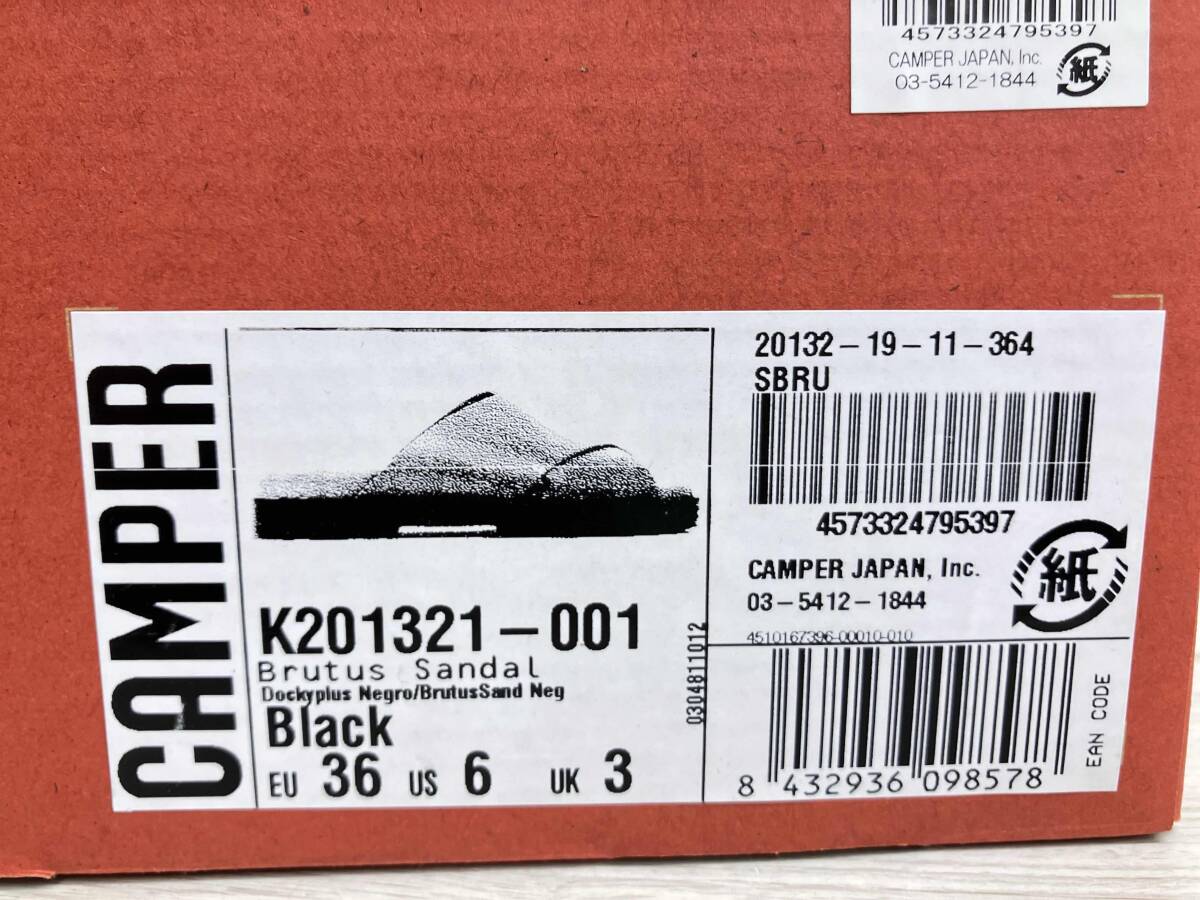 4573324795397
CAMPER JAPAN, Inc.
03-5412-1844
紙
CAMPER
K201321-001
Brutus Sandal
Dockyplus Negro/BrutusSand Neg
Black
EU 36 US 6 UK 3
0304811012
20132-19-11-364
SBRU
4573324795397
CAMPER JAPAN, Inc.
03-5412-1844
紙
4510167396-00010-010
8 432936 098578
EAN CODE